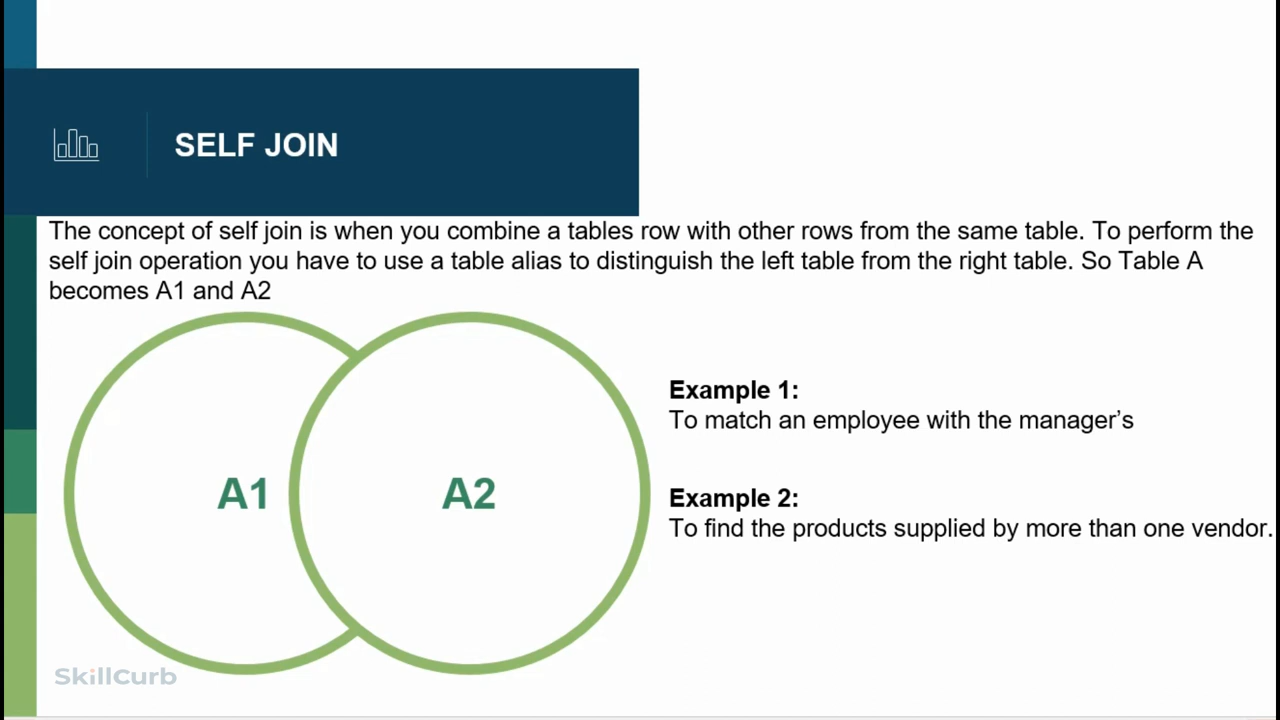 SELF JOIN
The concept of self join is when you combine a tables row with other rows from the same table. To perform the
self join operation you have to use a table alias to distinguish the left table from the right table. So Table A
becomes A1 and A2
A1
A2
Example 1:
To match an employee with the manager’s
Example 2:
To find the products supplied by more than one vendor.
SkillCurb